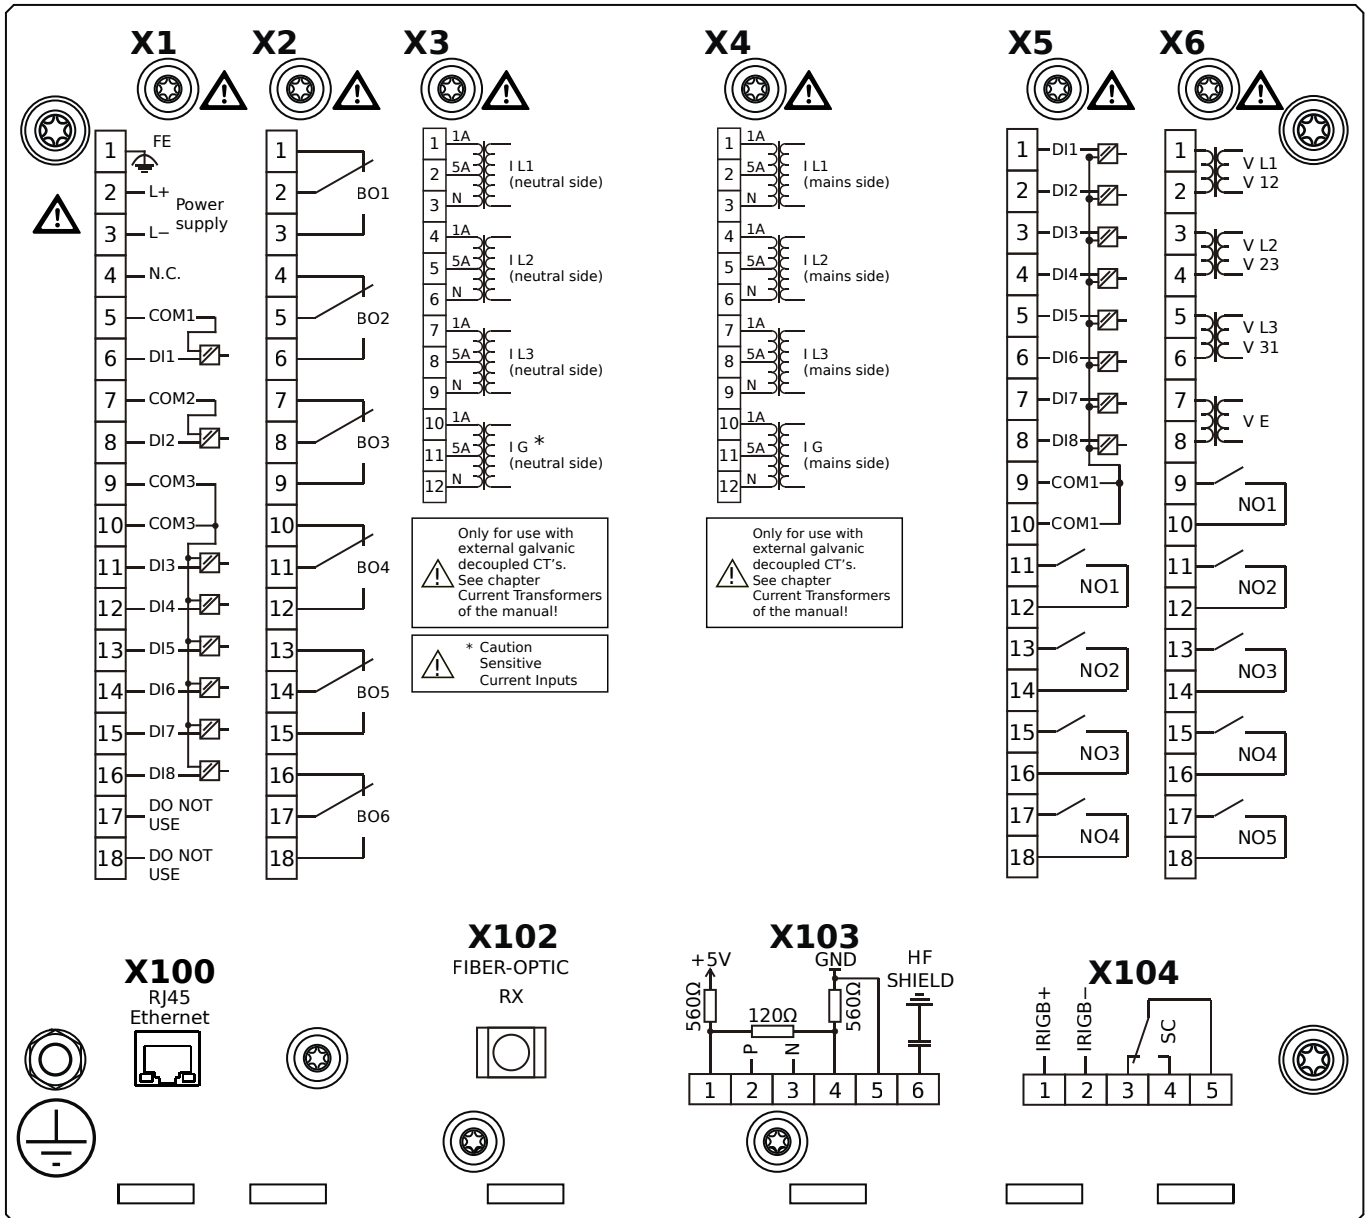 X1
X2
X3
X4
X5
X6
1 FE
2 L+
Power
supply
3 L−
4 N.C.
5 COM1
6 DI1
7 COM2
8 DI2
9 COM3
10 COM3
11 DI3
12 DI4
13 DI5
14 DI6
15 DI7
16 DI8
17 DO NOT
USE
18 DO NOT
USE
1
2 BO1
3
4
5 BO2
6
7
8 BO3
9
10
11 BO4
12
13
14 BO5
15
16
17 BO6
18
1 1A
2 5A
3 N
I L1
(neutral side)
4 1A
5 5A
6 N
I L2
(neutral side)
7 1A
8 5A
9 N
I L3
(neutral side)
10 1A
11 5A
12 N
I G *
(neutral side)
Only for use with
external galvanic
decoupled CT's.
See chapter
Current Transformers
of the manual!
* Caution
Sensitive
Current Inputs
1 1A
2 5A
3 N
I L1
(mains side)
4 1A
5 5A
6 N
I L2
(mains side)
7 1A
8 5A
9 N
I L3
(mains side)
10 1A
11 5A
12 N
I G
(mains side)
Only for use with
external galvanic
decoupled CT's.
See chapter
Current Transformers
of the manual!
1 DI1
2 DI2
3 DI3
4 DI4
5 DI5
6 DI6
7 DI7
8 DI8
9 COM1
10 COM1
11
NO1
12
13
NO2
14
15
NO3
16
17
NO4
18
1
V L1
V 12
2
3
V L2
V 23
4
5
V L3
V 31
6
7
V E
8
9
NO1
10
11
NO2
12
13
NO3
14
15
NO4
16
17
NO5
18
X100
RJ45
Ethernet
X102
FIBER-OPTIC
RX
X103
+5V
GND
HF
SHIELD
560Ω
120Ω
560Ω
P
N
1 2 3 4 5 6
X104
IRIGB+
IRIGB−
SC
1 2 3 4 5